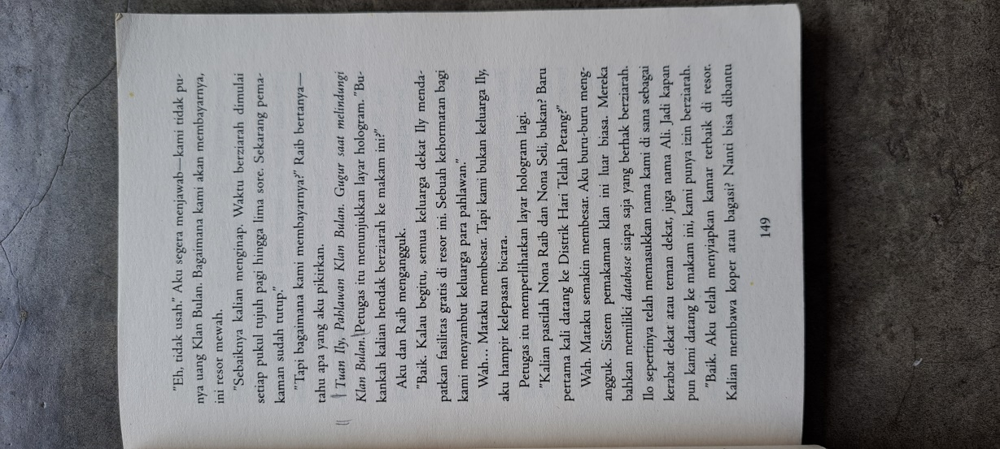 "Eh, tidak usah." Aku segera menjawab—kami tidak pu-
nya uang Klan Bulan. Bagaimana kami akan membayarnya,
ini resor mewah.
"Sebaiknya kalian menginap. Waktu berziarah dimulai
setiap pukul tujuh pagi hingga lima sore. Sekarang pema-
kaman sudah tutup."
"Tapi bagaimana kami membayarnya?" Raib bertanya—
tahu apa yang aku pikirkan.
Tuan Ily, Pahlawan Klan Bulan. Gugur saat melindungi
Klan Bulan. Petugas itu menunjukkan layar hologram. "Bu-
kankah kalian hendak berziarah ke makam ini?"
Aku dan Raib mengangguk.
"Baik. Kalau begitu, semua keluarga dekat Ily menda-
patkan fasilitas gratis di resor ini. Sebuah kehormatan bagi
kami menyambut keluarga para pahlawan."
Wah... Mataku membesar. Tapi kami bukan keluarga Ily,
aku hampir kelepasan bicara.
Petugas itu memperlihatkan layar hologram lagi.
"Kalian pastilah Nona Raib dan Nona Seli, bukan? Baru
pertama kali datang ke Distrik Hari Telah Petang?"
Wah. Mataku semakin membesar. Aku buru-buru meng-
angguk. Sistem pemakaman klan ini luar biasa. Mereka
bahkan memiliki database siapa saja yang berhak berziarah.
Ilo sepertinya telah memasukkan nama kami di sana sebagai
kerabat dekat atau teman dekat, juga nama Ali. Jadi kapan
pun kami datang ke makam ini, kami punya izin berziarah.
"Baik. Aku telah menyiapkan kamar terbaik di resor.
Kalian membawa koper atau bagasi? Nanti bisa dibantu
149